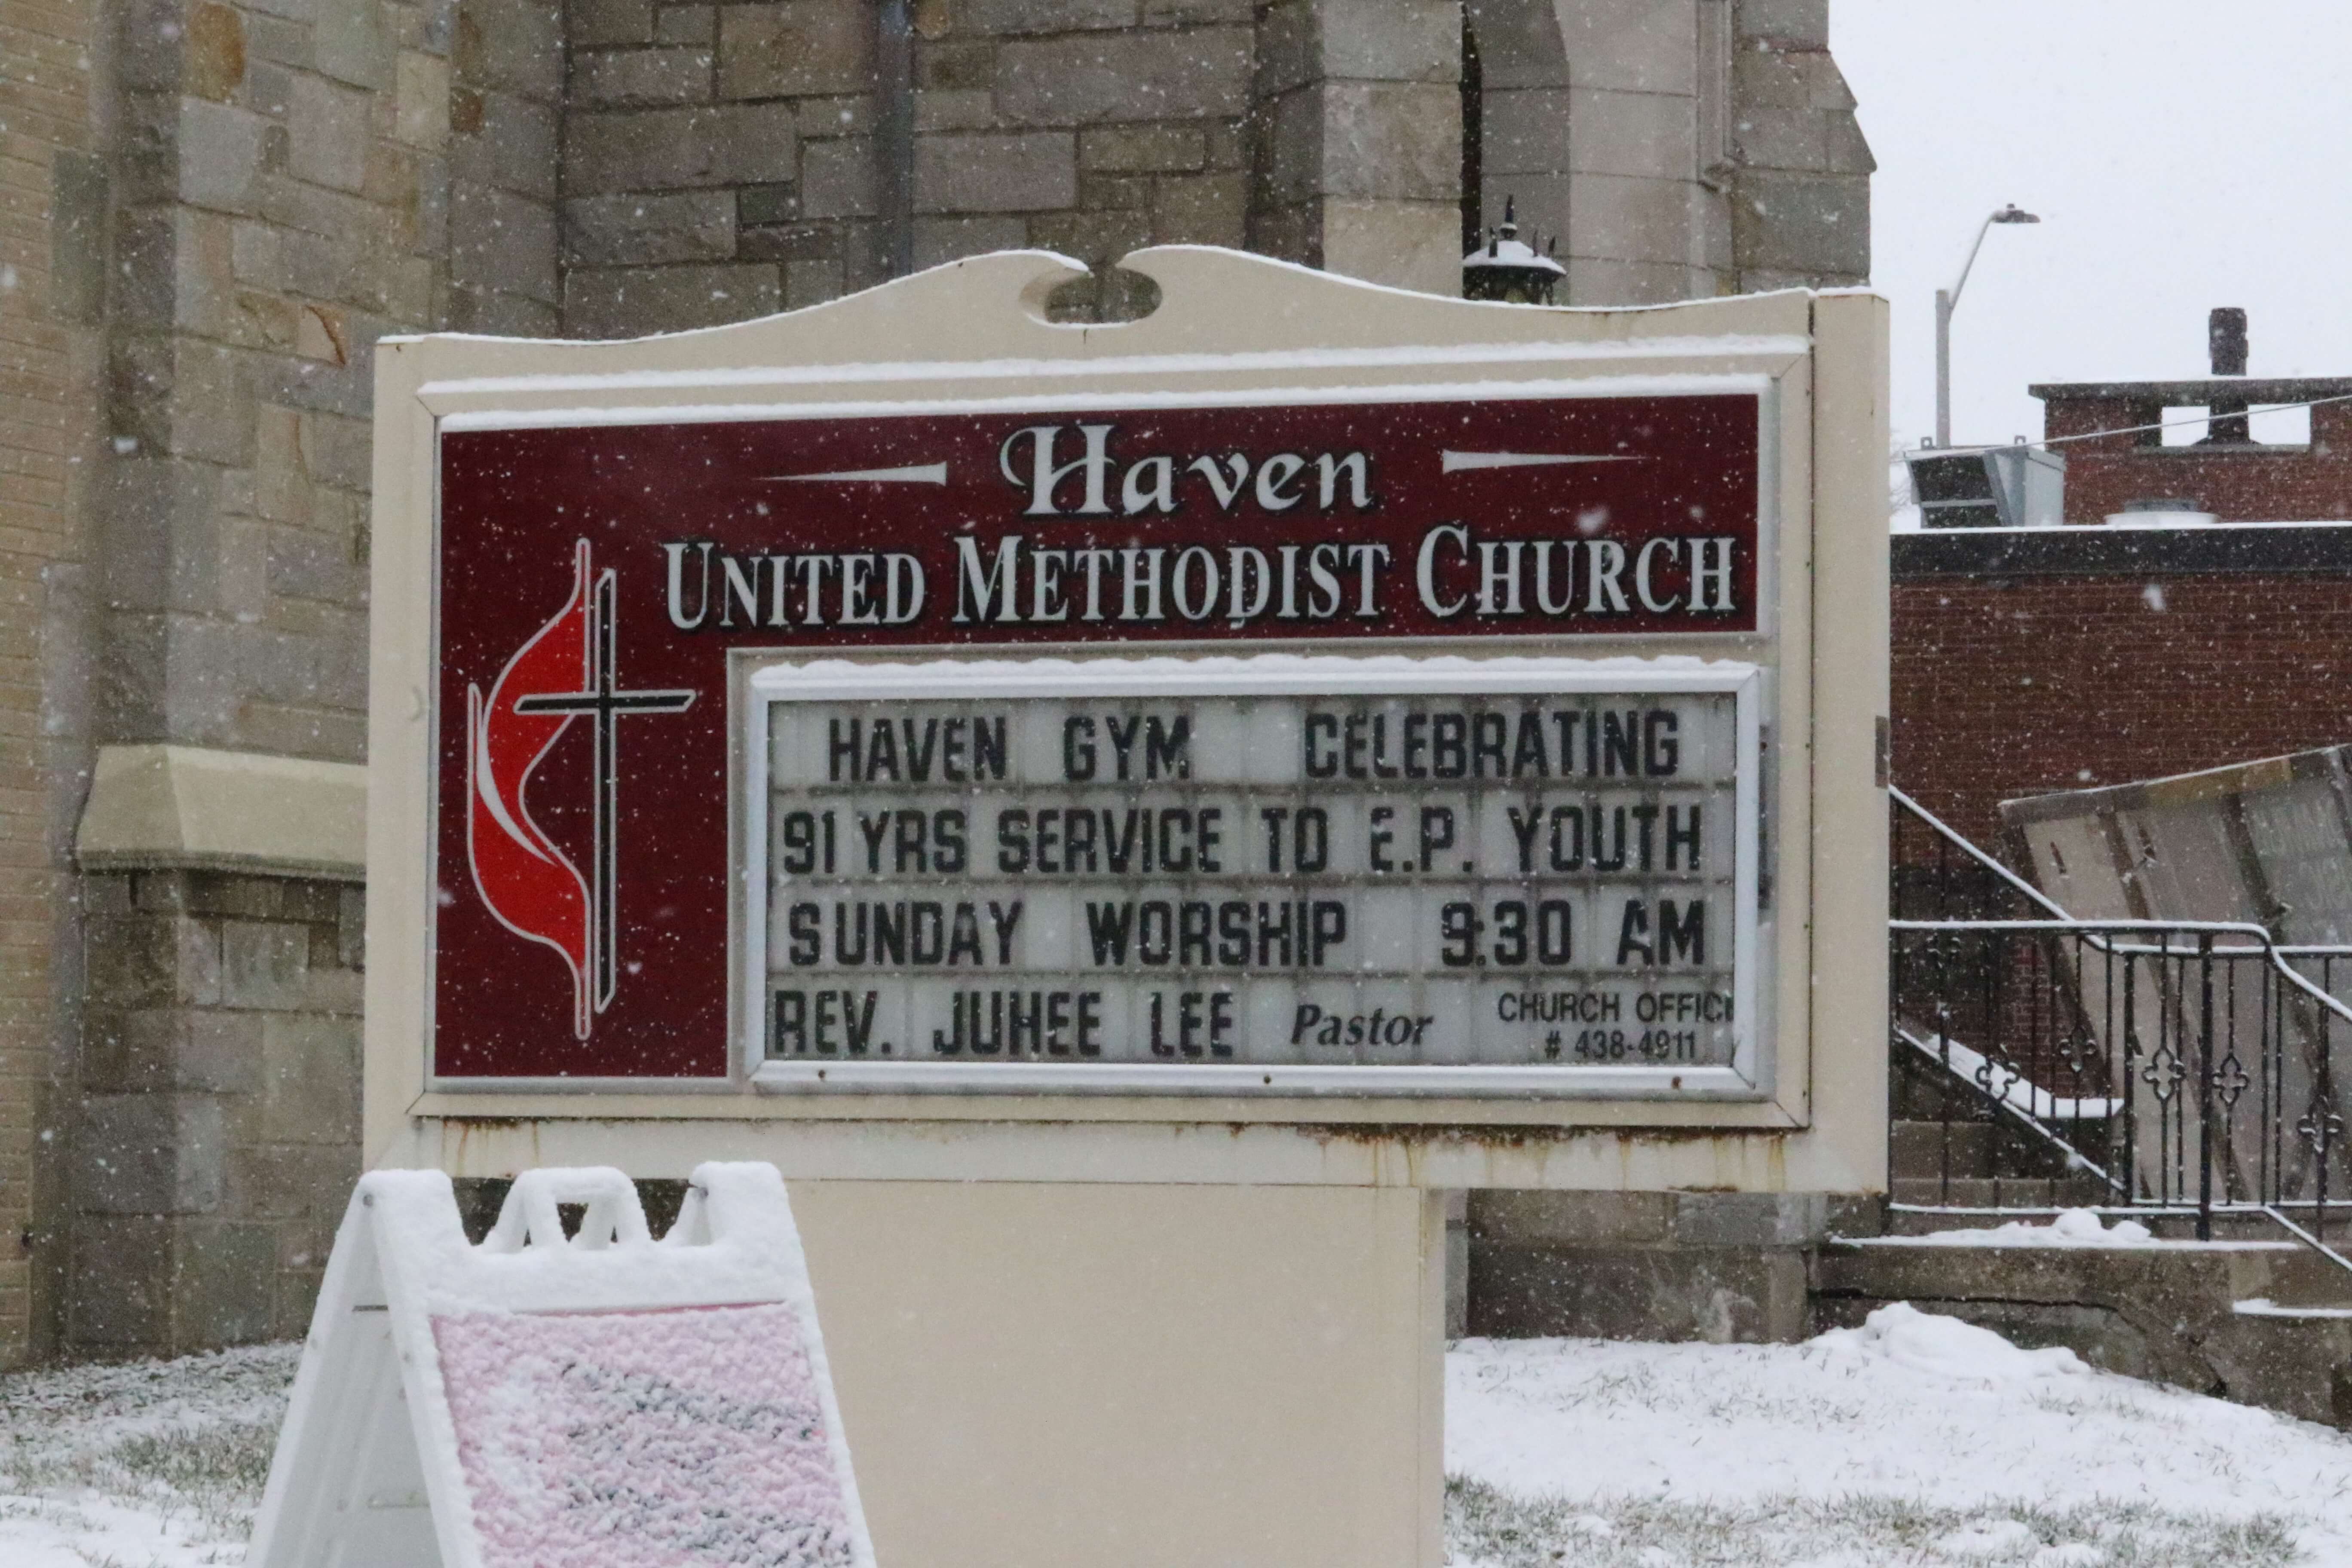 Haven
UNITED METHODIST CHURCH
HAVEN GYM CELEBRATING
91 YRS SERVICE TO E.P. YOUTH
SUNDAY WORSHIP 9:30 AM
REV. JUHEE LEE Pastor
CHURCH OFFICE
# 438-4911